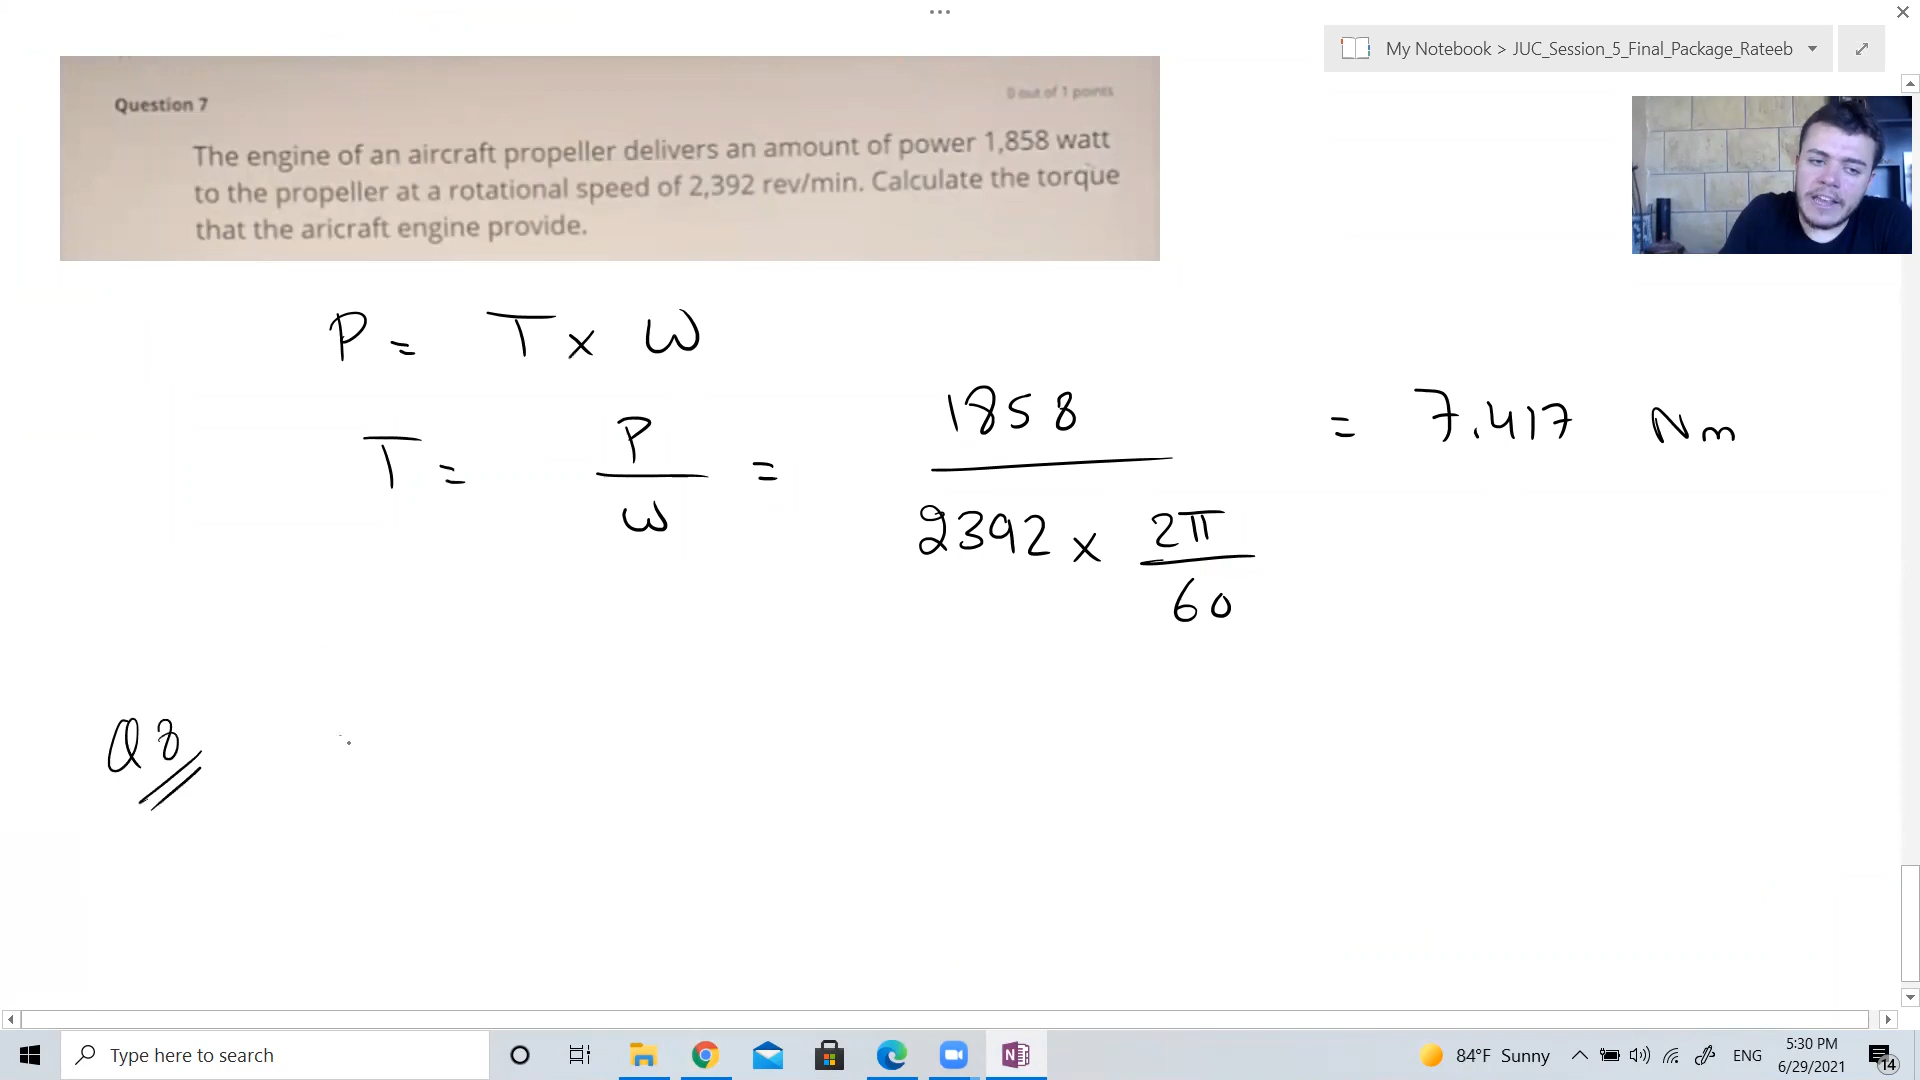 My Notebook > JUC_Session_5_Final_Package_Rateeb
Question 7
0 out of 1 points
The engine of an aircraft propeller delivers an amount of power 1,858 watt
to the propeller at a rotational speed of 2,392 rev/min. Calculate the torque
that the aricraft engine provide.
P = T x ω
T = P / ω = 1858 / 2392 x 2π / 60 = 7.417 Nm
Q8
Type here to search
84°F Sunny
ENG
5:30 PM
6/29/2021
14